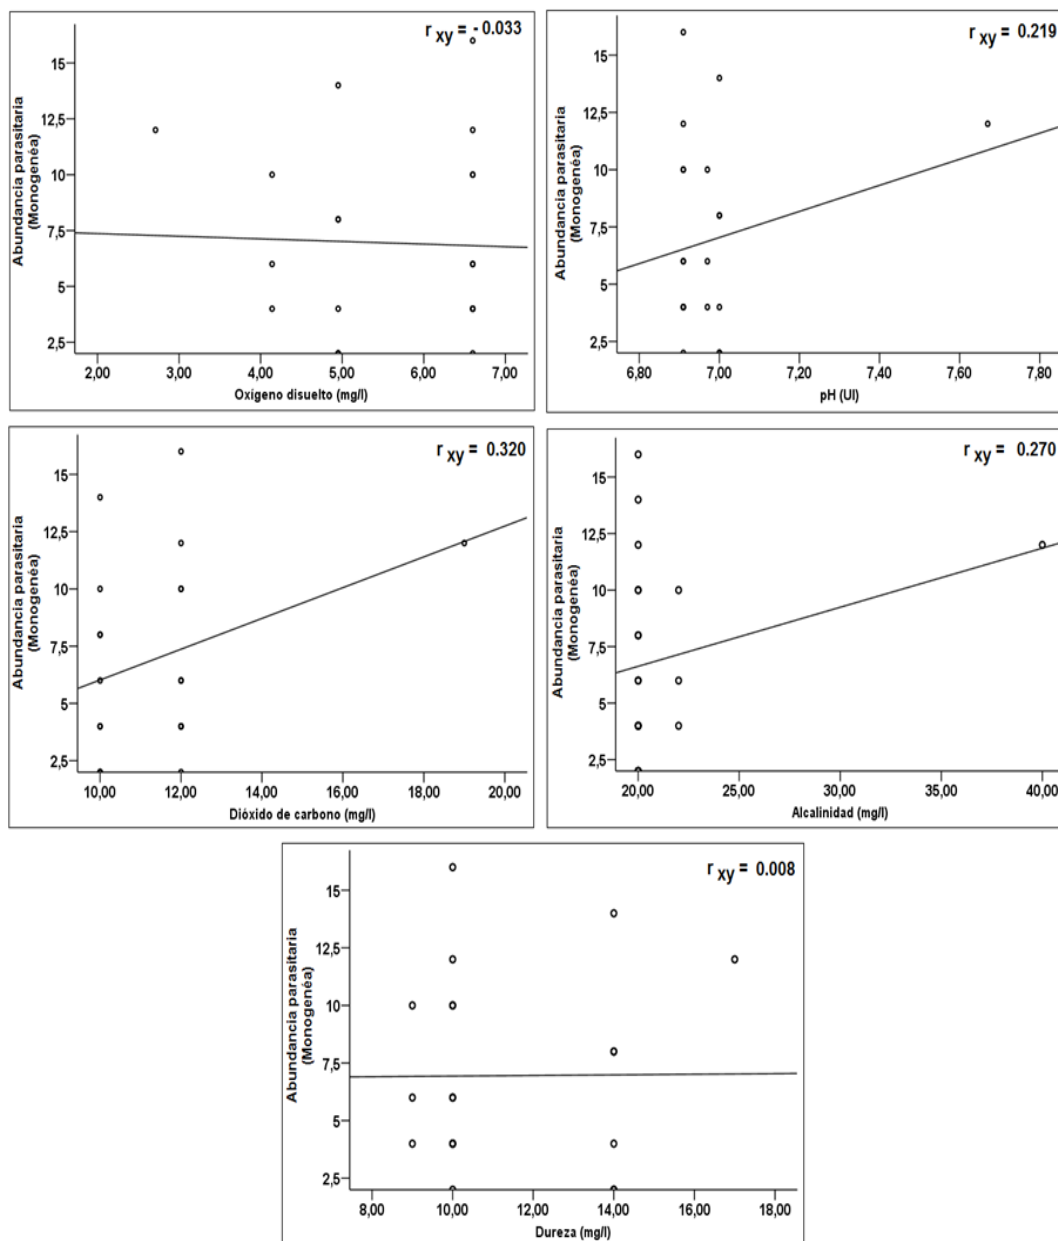 r xy = - 0.033
Abundancia parasitaria
(Monogenéa)
15
12,5
10
7,5
5
2,5
2,00 3,00 4,00 5,00 6,00 7,00
Oxígeno disuelto (mg/l)
r xy = 0.219
Abundancia parasitaria
(Monogenéa)
15
12,5
10
7,5
5
2,5
6,80 7,00 7,20 7,40 7,60 7,80
pH (UI)
r xy = 0.320
Abundancia parasitaria
(Monogenéa)
15
12,5
10
7,5
5
2,5
10,00 12,00 14,00 16,00 18,00 20,00
Dióxido de carbono (mg/l)
r xy = 0.270
Abundancia parasitaria
(Monogenéa)
15
12,5
10
7,5
5
2,5
20,00 25,00 30,00 35,00 40,00
Alcalinidad (mg/l)
r xy = 0.008
Abundancia parasitaria
(Monogenéa)
15
12,5
10
7,5
5
2,5
8,00 10,00 12,00 14,00 16,00 18,00
Dureza (mg/l)